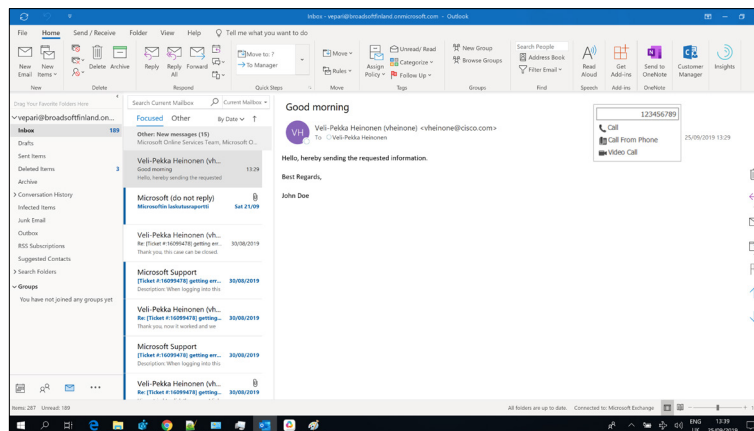 Inbox - vepari@broadsoftfinland.onmicrosoft.com - Outlook
File Home Send / Receive Folder View Help Tell me what you want to do
New Email
New Items
Delete Archive
Reply Reply All Forward
Move to: ?
To Manager
Move
Rules
Assign Policy
Unread/ Read
Categorize
Follow Up
New Group
Browse Groups
Search People
Address Book
Filter Email
Read Aloud
Get Add-ins
Send to OneNote
Customer Manager
Insights
New Delete Respond Quick Steps Move Tags Groups Find Speech Add-ins OneNote
Drag Your Favorite Folders Here
vepari@broadsoftfinland.on...
Inbox 189
Drafts
Sent Items
Deleted Items 3
Archive
Conversation History
Infected Items
Junk Email
Outbox
RSS Subscriptions
Suggested Contacts
Search Folders
Groups
You have not joined any groups yet
Search Current Mailbox Current Mailbox
Focused Other By Date
Other: New messages (15)
Microsoft Online Services Team, Microsoft O...
Veli-Pekka Heinonen (vh...
Good morning 13:29
Hello, hereby sending the requested
Microsoft (do not reply)
Microsoftin laskutusraportti Sat 21/09
Veli-Pekka Heinonen (vh...
Re: [Ticket #:16099478] getting err... 30/08/2019
Thank you, this case can be closed
Microsoft Support
[Ticket #:16099478] getting err... 30/08/2019
Description: When logging into this
Veli-Pekka Heinonen (vh...
Re: [Ticket #:16099478] getting... 30/08/2019
Thank you, now it worked and we
Microsoft Support
[Ticket #:16099478] getting err... 30/08/2019
Description: When logging into this
Veli-Pekka Heinonen (vh...
Re: [Ticket #:16099478] getting... 30/08/2019
Good morning
VH
Veli-Pekka Heinonen (vheinone) <vheinone@cisco.com>
To Veli-Pekka Heinonen
25/09/2019 13:29
123456789
Call
Call From Phone
Video Call
Hello, hereby sending the requested information.
Best Regards,
John Doe
Items: 287 Unread: 189 All folders are up to date. Connected to: Microsoft Exchange
ENG 13:39
25/09/2019